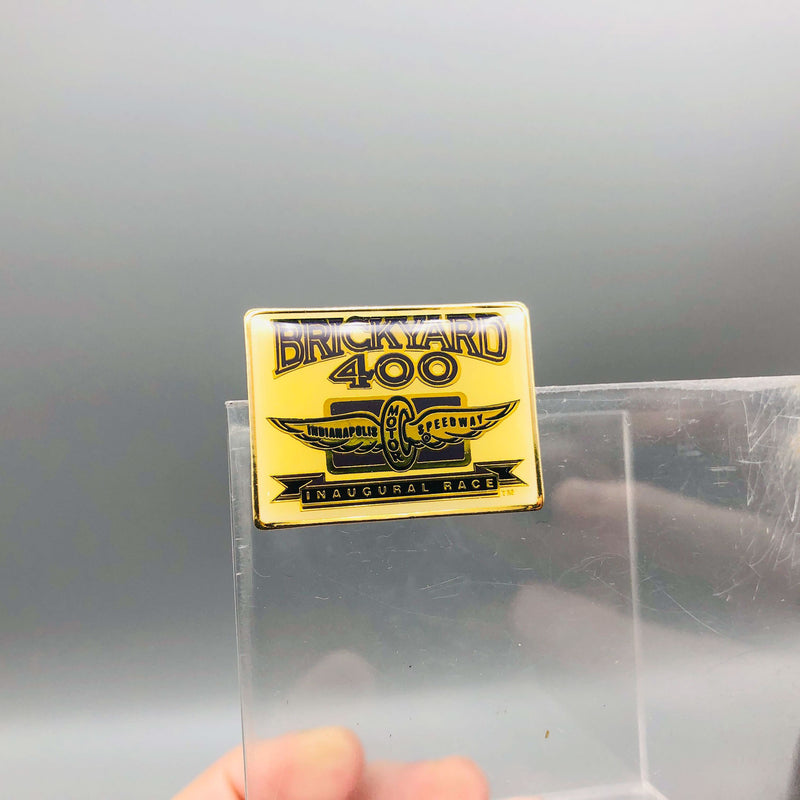 BRICKYARD
400
INDIANAPOLIS MOTOR SPEEDWAY
INAUGURAL RACE TM